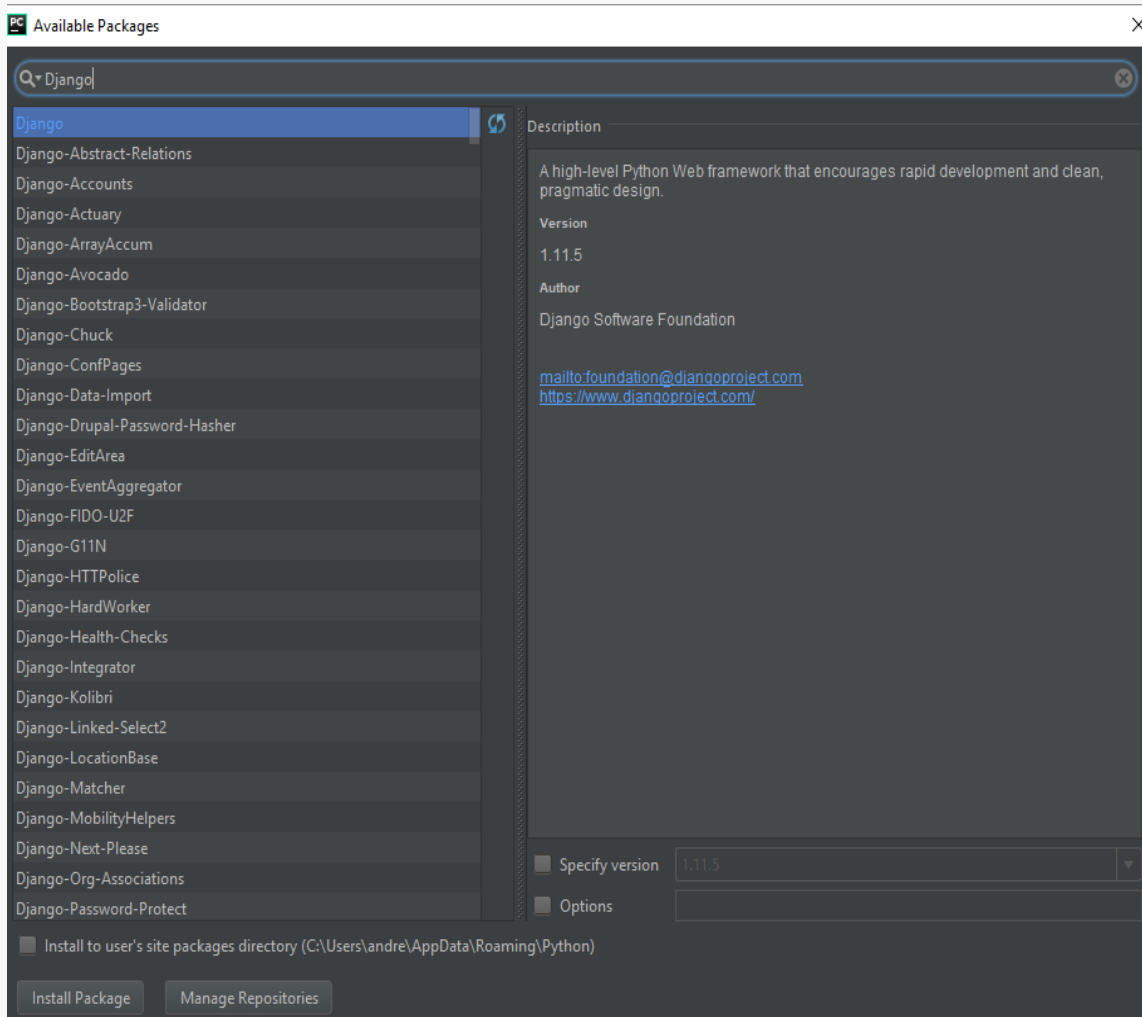 PC Available Packages
Django
Django
Django-Abstract-Relations
Django-Accounts
Django-Actuary
Django-ArrayAccum
Django-Avocado
Django-Bootstrap3-Validator
Django-Chuck
Django-ConfPages
Django-Data-Import
Django-Drupal-Password-Hasher
Django-EditArea
Django-EventAggregator
Django-FIDO-U2F
Django-G11N
Django-HTTPolice
Django-HardWorker
Django-Health-Checks
Django-Integrator
Django-Kolibri
Django-Linked-Select2
Django-LocationBase
Django-Matcher
Django-MobilityHelpers
Django-Next-Please
Django-Org-Associations
Django-Password-Protect
Description
A high-level Python Web framework that encourages rapid development and clean,
pragmatic design.
Version
1.11.5
Author
Django Software Foundation
mailto:foundation@djangoproject.com
https://www.djangoproject.com/
Specify version 1.11.5
Options
Install to user's site packages directory (C:\Users\andre\AppData\Roaming\Python)
Install Package Manage Repositories